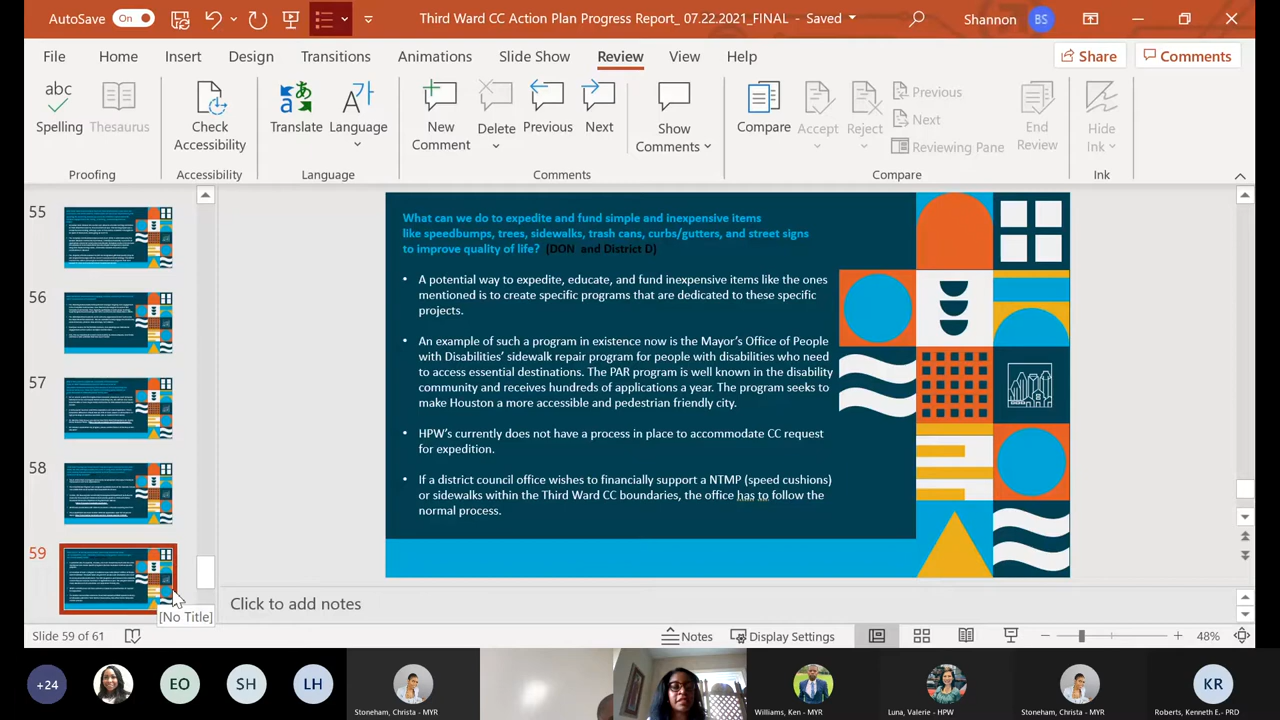 AutoSave On
Third Ward CC Action Plan Progress Report_ 07.22.2021_FINAL - Saved
Shannon BS
File Home Insert Design Transitions Animations Slide Show Review View Help
Share Comments
abc
Spelling Thesaurus
Check
Accessibility
Translate Language
New
Comment
Delete Previous Next
Show
Comments
Compare Accept Reject
Previous
Next
Reviewing Pane
End
Review
Hide
Ink
Proofing Accessibility Language Comments Compare Ink
55
56
57
58
59
[No Title]
What can we do to expedite and fund simple and inexpensive items
like speedbumps, trees, sidewalks, trash cans, curbs/gutters, and street signs
to improve quality of life? (DON and District D)
• A potential way to expedite, educate, and fund inexpensive items like the ones
mentioned is to create specific programs that are dedicated to these specific
projects.
• An example of such a program in existence now is the Mayor's Office of People
with Disabilities' sidewalk repair program for people with disabilities who need
to access essential destinations. The PAR program is well known in the disability
community and receives hundreds of applications a year. The program seeks to
make Houston a more accessible and pedestrian friendly city.
• HPW's currently does not have a process in place to accommodate CC request
for expedition.
• If a district council office wishes to financially support a NTMP (speed cushions)
or sidewalks within the Third Ward CC boundaries, the office has to follow the
normal process.
Click to add notes
Slide 59 of 61
Notes Display Settings
48%
+24 EO SH LH KR
Stoneham, Christa - MYR
Williams, Ken - MYR
Luna, Valerie - HPW
Stoneham, Christa - MYR
Roberts, Kenneth E.- PRD